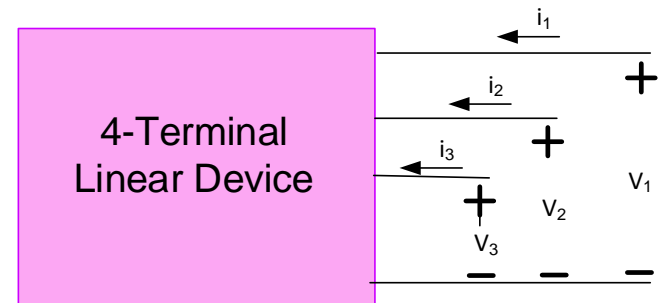 4-Terminal
Linear Device
i₁
i₂
i₃
+
+
+
V₁
V₂
V₃
− − −